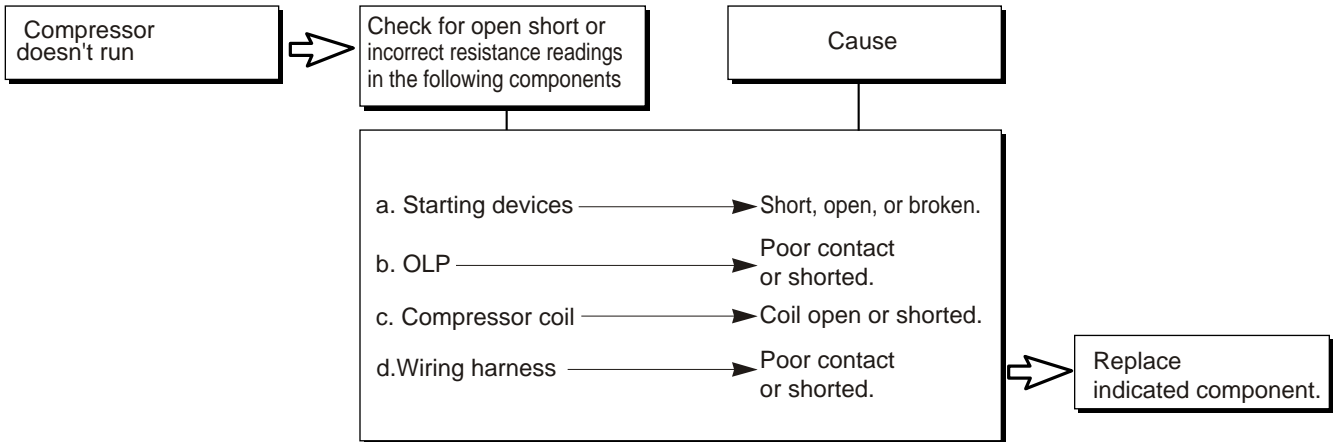 Compressor
doesn't run
Check for open short or
incorrect resistance readings
in the following components
Cause
a. Starting devices
Short, open, or broken.
b. OLP
Poor contact
or shorted.
c. Compressor coil
Coil open or shorted.
d.Wiring harness
Poor contact
or shorted.
Replace
indicated component.